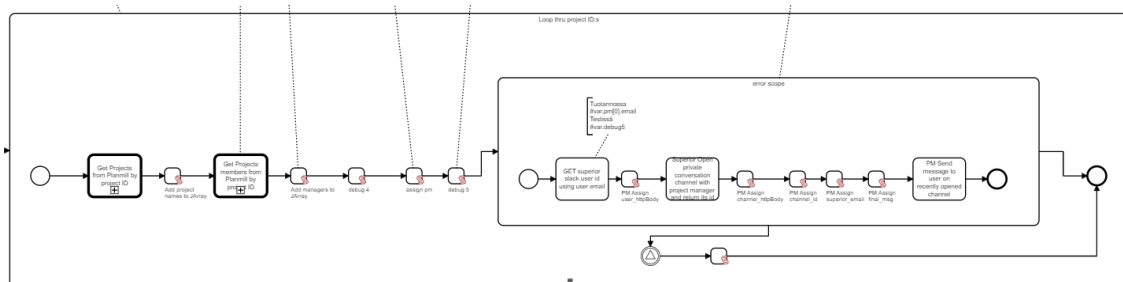 Loop thru project ID:s
error scope
Tuotannossa
#var.pm[0].email
Testissä
#var.debug5
Get Projects
from Planmill by
project ID
Add project
names to JArray
Get Projects
members from
Planmill by
project ID
Add managers to
JArray
debug 4
assign pm
debug 5
GET superior
slack user id
using user email
PM Assign
user_httpBody
Superior Open
private
conversation
channel with
project manager
and return its id
PM Assign
channel_httpBody
PM Assign
channel_id
PM Assign
superior_email
PM Assign
final_msg
PM Send
message to
user on
recently opened
channel